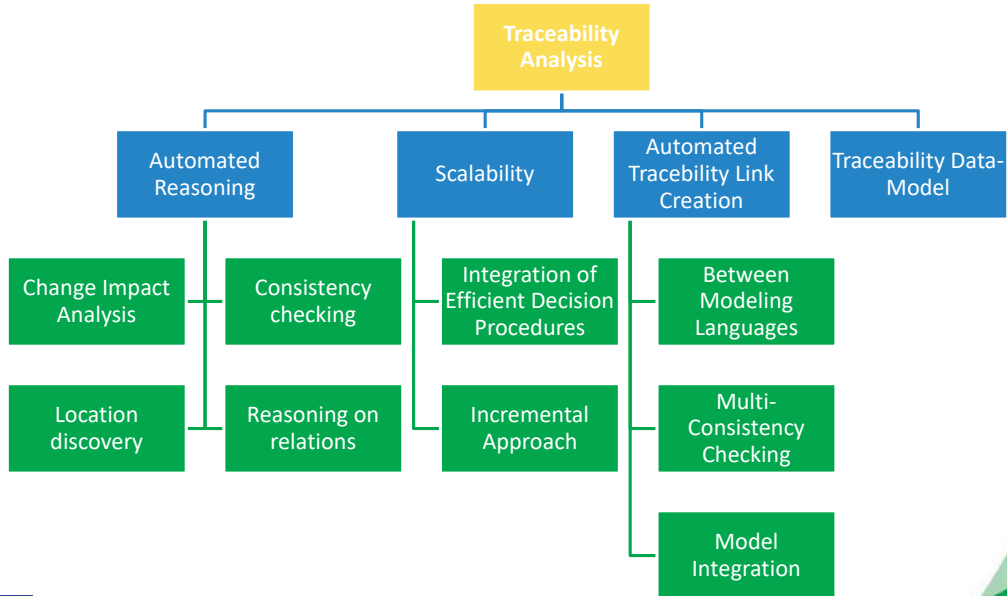 Traceability
Analysis
Automated
Reasoning
Scalability
Automated
Tracebility Link
Creation
Traceability Data-
Model
Change Impact
Analysis
Consistency
checking
Integration of
Efficient Decision
Procedures
Between
Modeling
Languages
Location
discovery
Reasoning on
relations
Incremental
Approach
Multi-
Consistency
Checking
Model
Integration